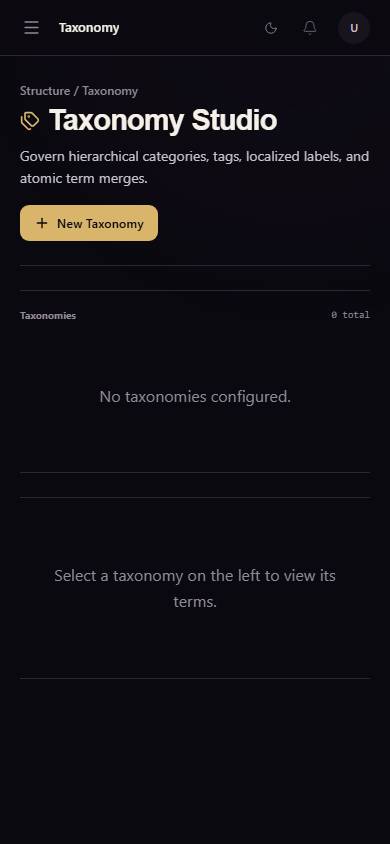 Taxonomy
U
Structure / Taxonomy
Taxonomy Studio
Govern hierarchical categories, tags, localized labels, and
atomic term merges.
New Taxonomy
Taxonomies
0 total
No taxonomies configured.
Select a taxonomy on the left to view its
terms.